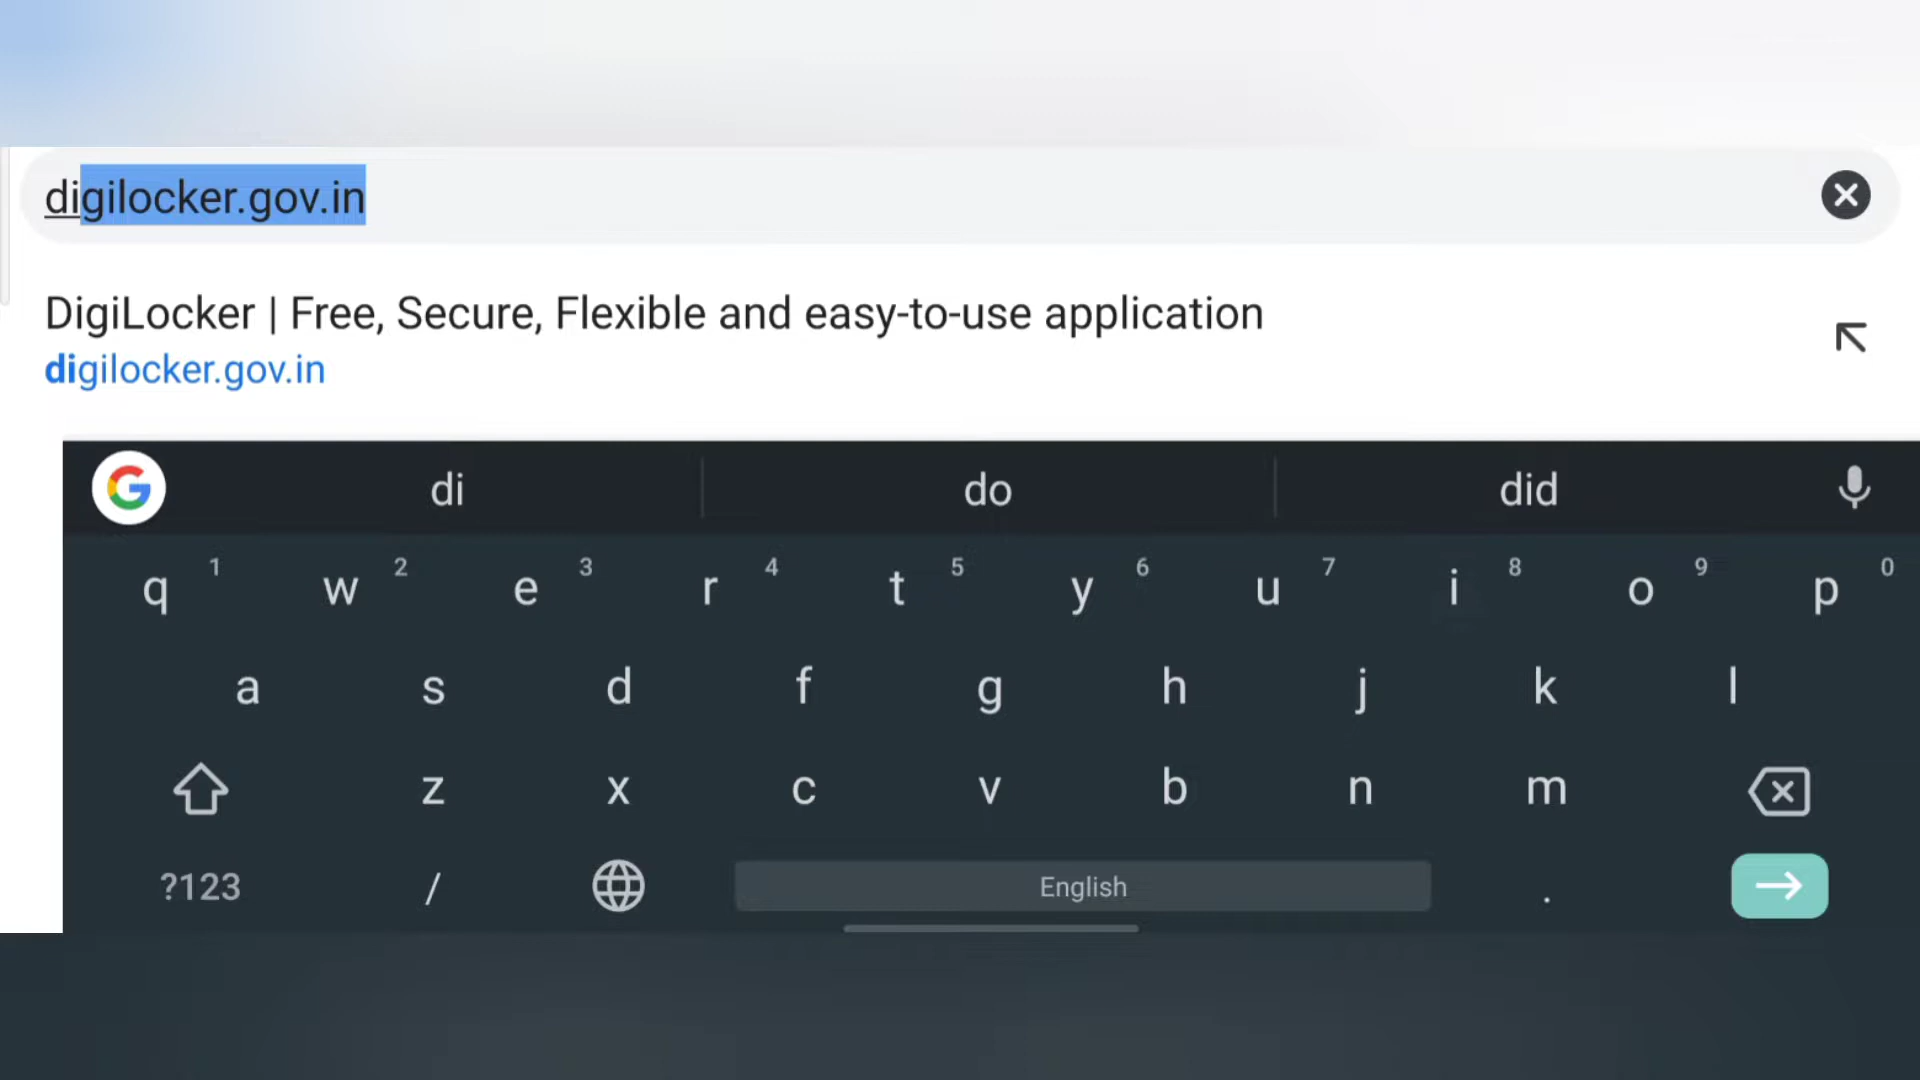 digilocker.gov.in
DigiLocker | Free, Secure, Flexible and easy-to-use application
digilocker.gov.in
di do did
q 1 w 2 e 3 r 4 t 5 y 6 u 7 i 8 o 9 p 0
a s d f g h j k l
z x c v b n m
?123 / English .